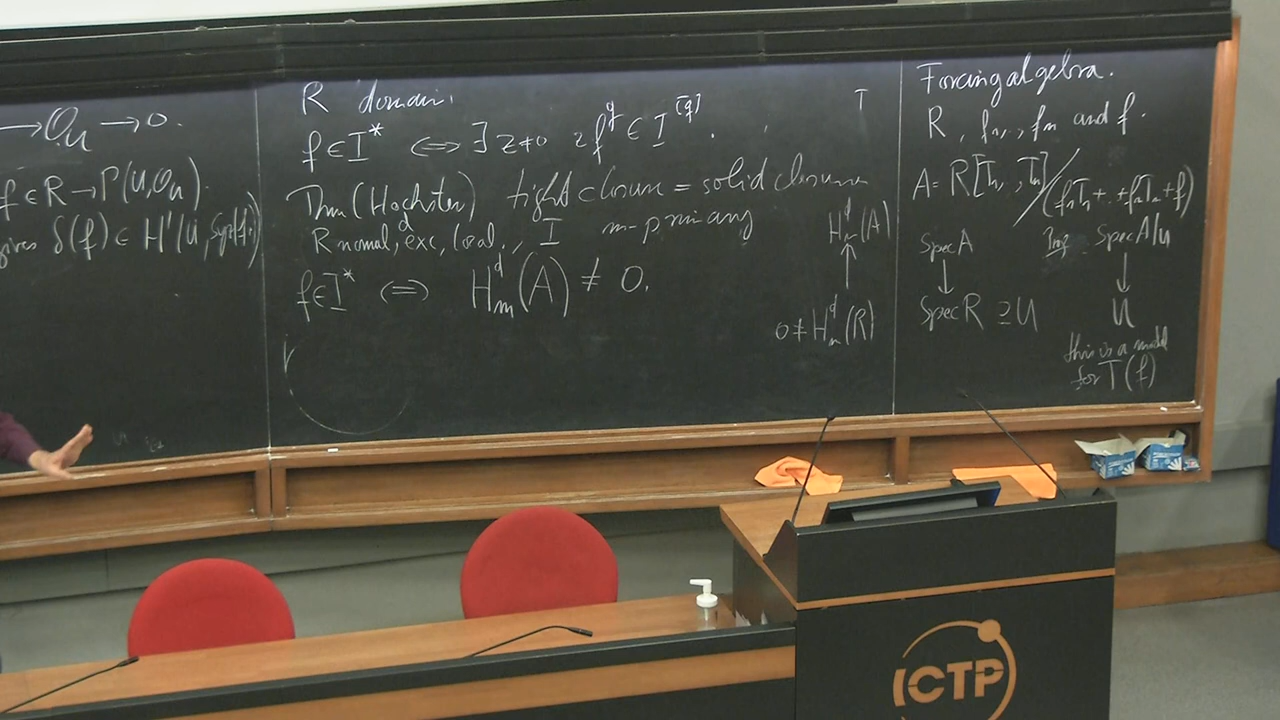 → O_U → 0.
f ∈ R → Γ(U, O_U)
gives δ(f) ∈ H¹(U, Syz(f_i))
R domain.
f ∈ I* ⟺ ∃ z≠0 z f^q ∈ I^[q].
Thm (Hochster) tight closure = solid closure
R normal, exc, local, d, I m-primary
f ∈ I* ⟺ H^d_m(A) ≠ 0.
T
H^d_m(A)
↑
0 ≠ H^d_m(R)
Forcing algebra.
R, f_1, …, f_n and f.
A = R[T_1, …, T_n]/(f_1T_1+…+f_nT_n+f)
Spec A
↓
Spec R ⊇ U
Spec A|U
↓
U
this is a model
for T(f)
ICTP